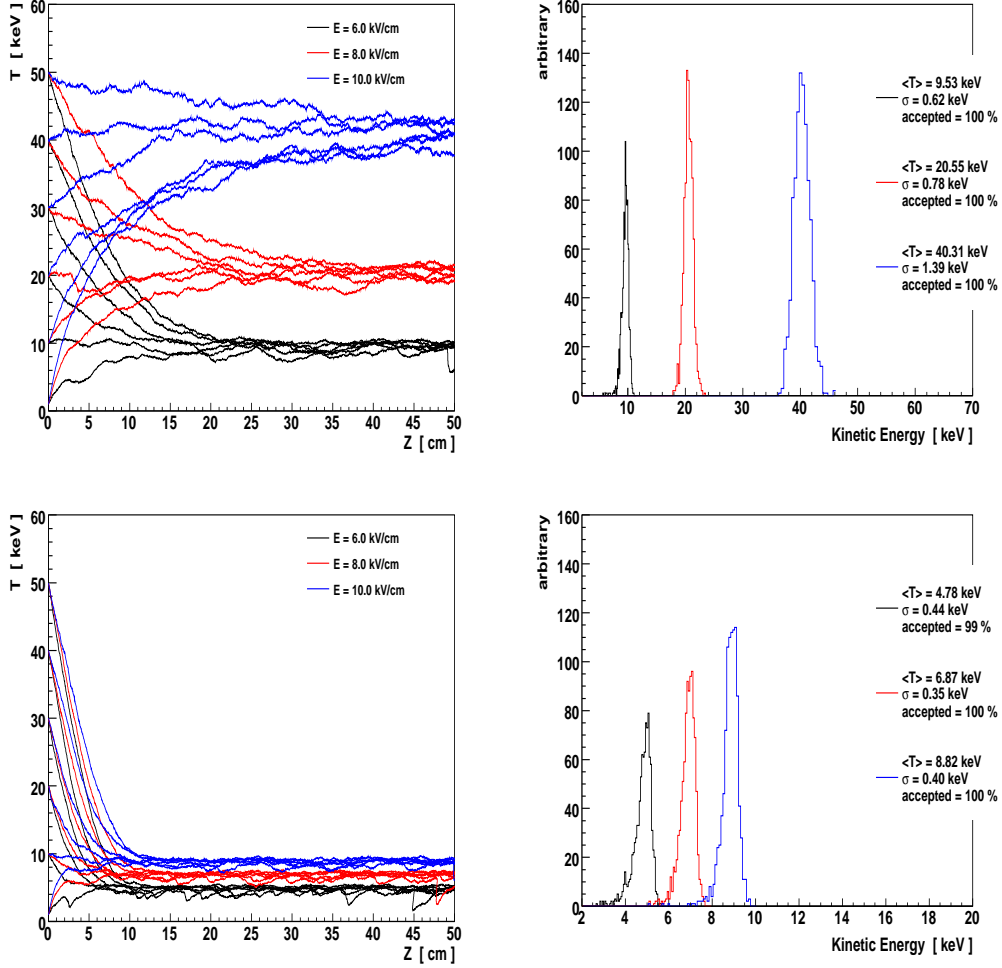 T [ keV]
60
50
40
30
20
10
0
E = 6.0 kV/cm
E = 8.0 kV/cm
E = 10.0 kV/cm
0 5 10 15 20 25 30 35 40 45 50
Z [ cm ]
arbitrary
160
140
120
100
80
60
40
20
0
<T> = 9.53 keV
σ = 0.62 keV
accepted = 100 %
<T> = 20.55 keV
σ = 0.78 keV
accepted = 100 %
<T> = 40.31 keV
σ = 1.39 keV
accepted = 100 %
10 20 30 40 50 60 70
Kinetic Energy [ keV]
T [ keV]
60
50
40
30
20
10
0
E = 6.0 kV/cm
E = 8.0 kV/cm
E = 10.0 kV/cm
0 5 10 15 20 25 30 35 40 45 50
Z [ cm ]
arbitrary
160
140
120
100
80
60
40
20
0
<T> = 4.78 keV
σ = 0.44 keV
accepted = 99 %
<T> = 6.87 keV
σ = 0.35 keV
accepted = 100 %
<T> = 8.82 keV
σ = 0.40 keV
accepted = 100 %
2 4 6 8 10 12 14 16 18 20
Kinetic Energy [ keV]